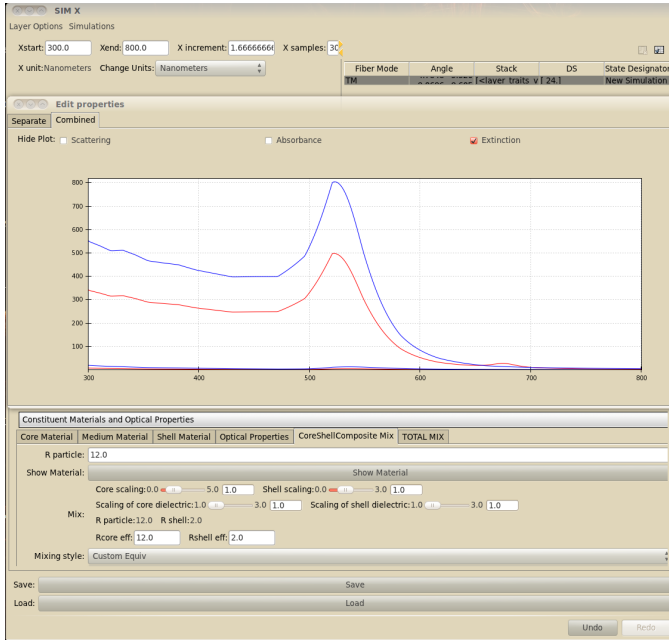 SIM X
Layer Options Simulations
Xstart: 300.0 Xend: 800.0 X increment: 1.6666666 X samples: 30
X unit:Nanometers Change Units: Nanometers
Fiber Mode Angle Stack DS State Designator
TM [<layer_traits_v [ 24.] New Simulation
Edit properties
Separate Combined
Hide Plot: Scattering Absorbance Extinction
800
700
600
500
400
300
200
100
300 400 500 600 700 800
Constituent Materials and Optical Properties
Core Material Medium Material Shell Material Optical Properties CoreShellComposite Mix TOTAL MIX
R particle: 12.0
Show Material: Show Material
Core scaling:0.0 5.0 1.0 Shell scaling:0.0 3.0 1.0
Scaling of core dielectric:1.0 3.0 1.0 Scaling of shell dielectric:1.0 3.0 1.0
Mix:
R particle:12.0 R shell:2.0
Rcore eff: 12.0 Rshell eff: 2.0
Mixing style: Custom Equiv
Save: Save
Load: Load
Undo Redo